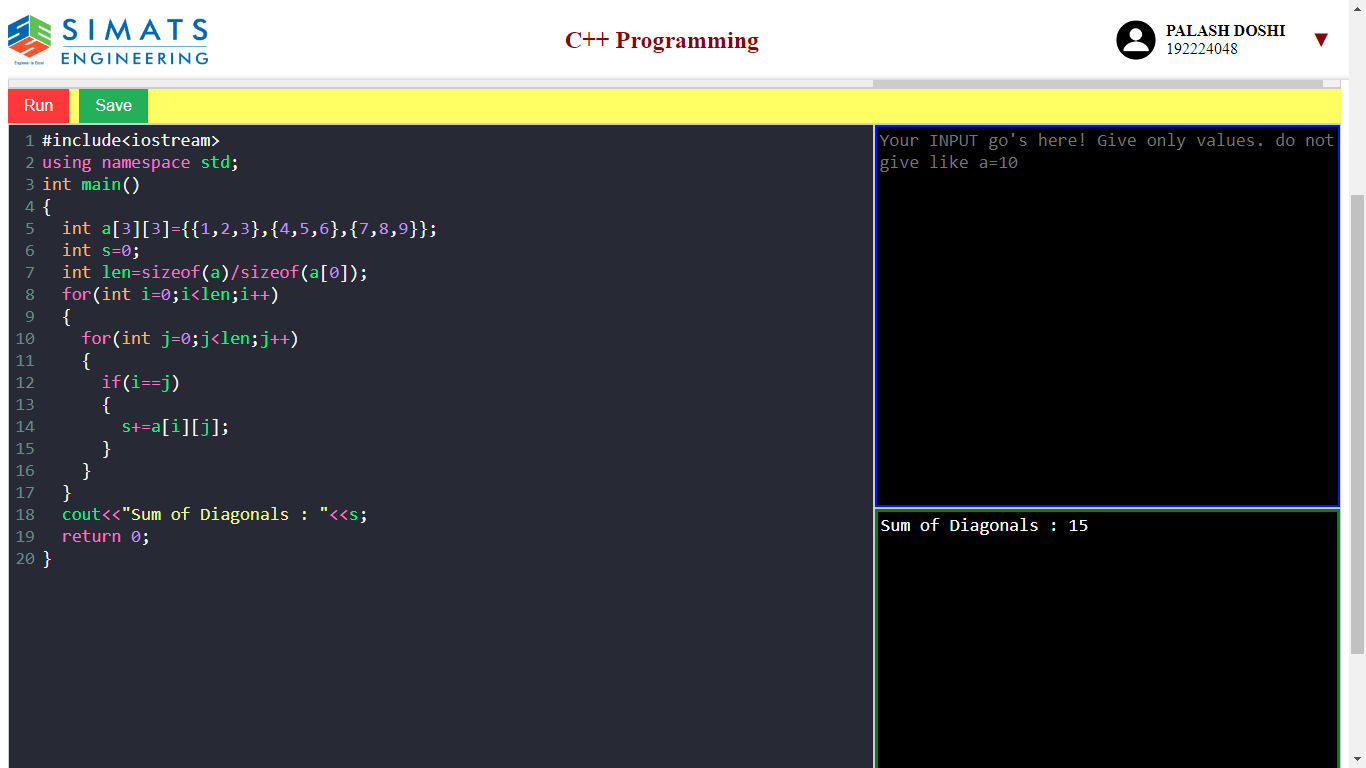 SIMATS
ENGINEERING
Engineer to Excel
C++ Programming
PALASH DOSHI
192224048
▼
Run
Save
1 #include<iostream>
2 using namespace std;
3 int main()
4 {
5   int a[3][3]={{1,2,3},{4,5,6},{7,8,9}};
6   int s=0;
7   int len=sizeof(a)/sizeof(a[0]);
8   for(int i=0;i<len;i++)
9   {
10     for(int j=0;j<len;j++)
11     {
12       if(i==j)
13       {
14         s+=a[i][j];
15       }
16     }
17   }
18   cout<<"Sum of Diagonals : "<<s;
19   return 0;
20 }
Your INPUT go's here! Give only values. do not
give like a=10
Sum of Diagonals : 15